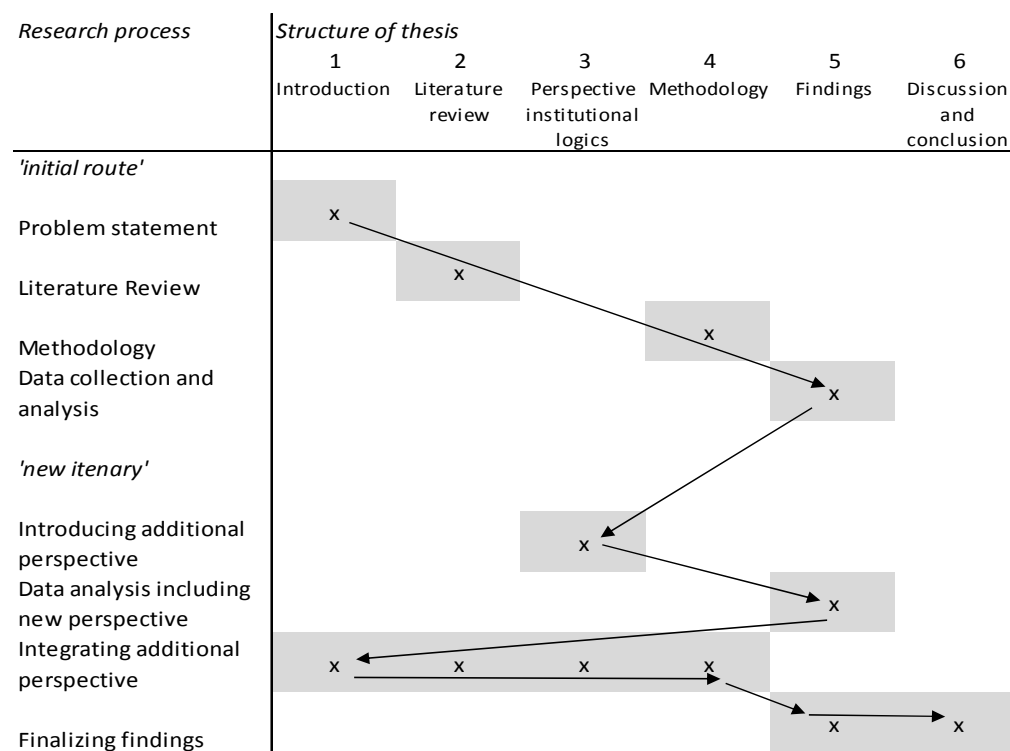 Research process Structure of thesis
1 2 3 4 5 6
Introduction Literature Perspective Methodology Findings Discussion
review institutional and
logics conclusion
'initial route'
x
Problem statement
x
Literature Review
x
Methodology
Data collection and
x
analysis
'new itenary'
Introducing additional
x
perspective
Data analysis including
x
new perspective
Integrating additional
x x x x
perspective
x x
Finalizing findings